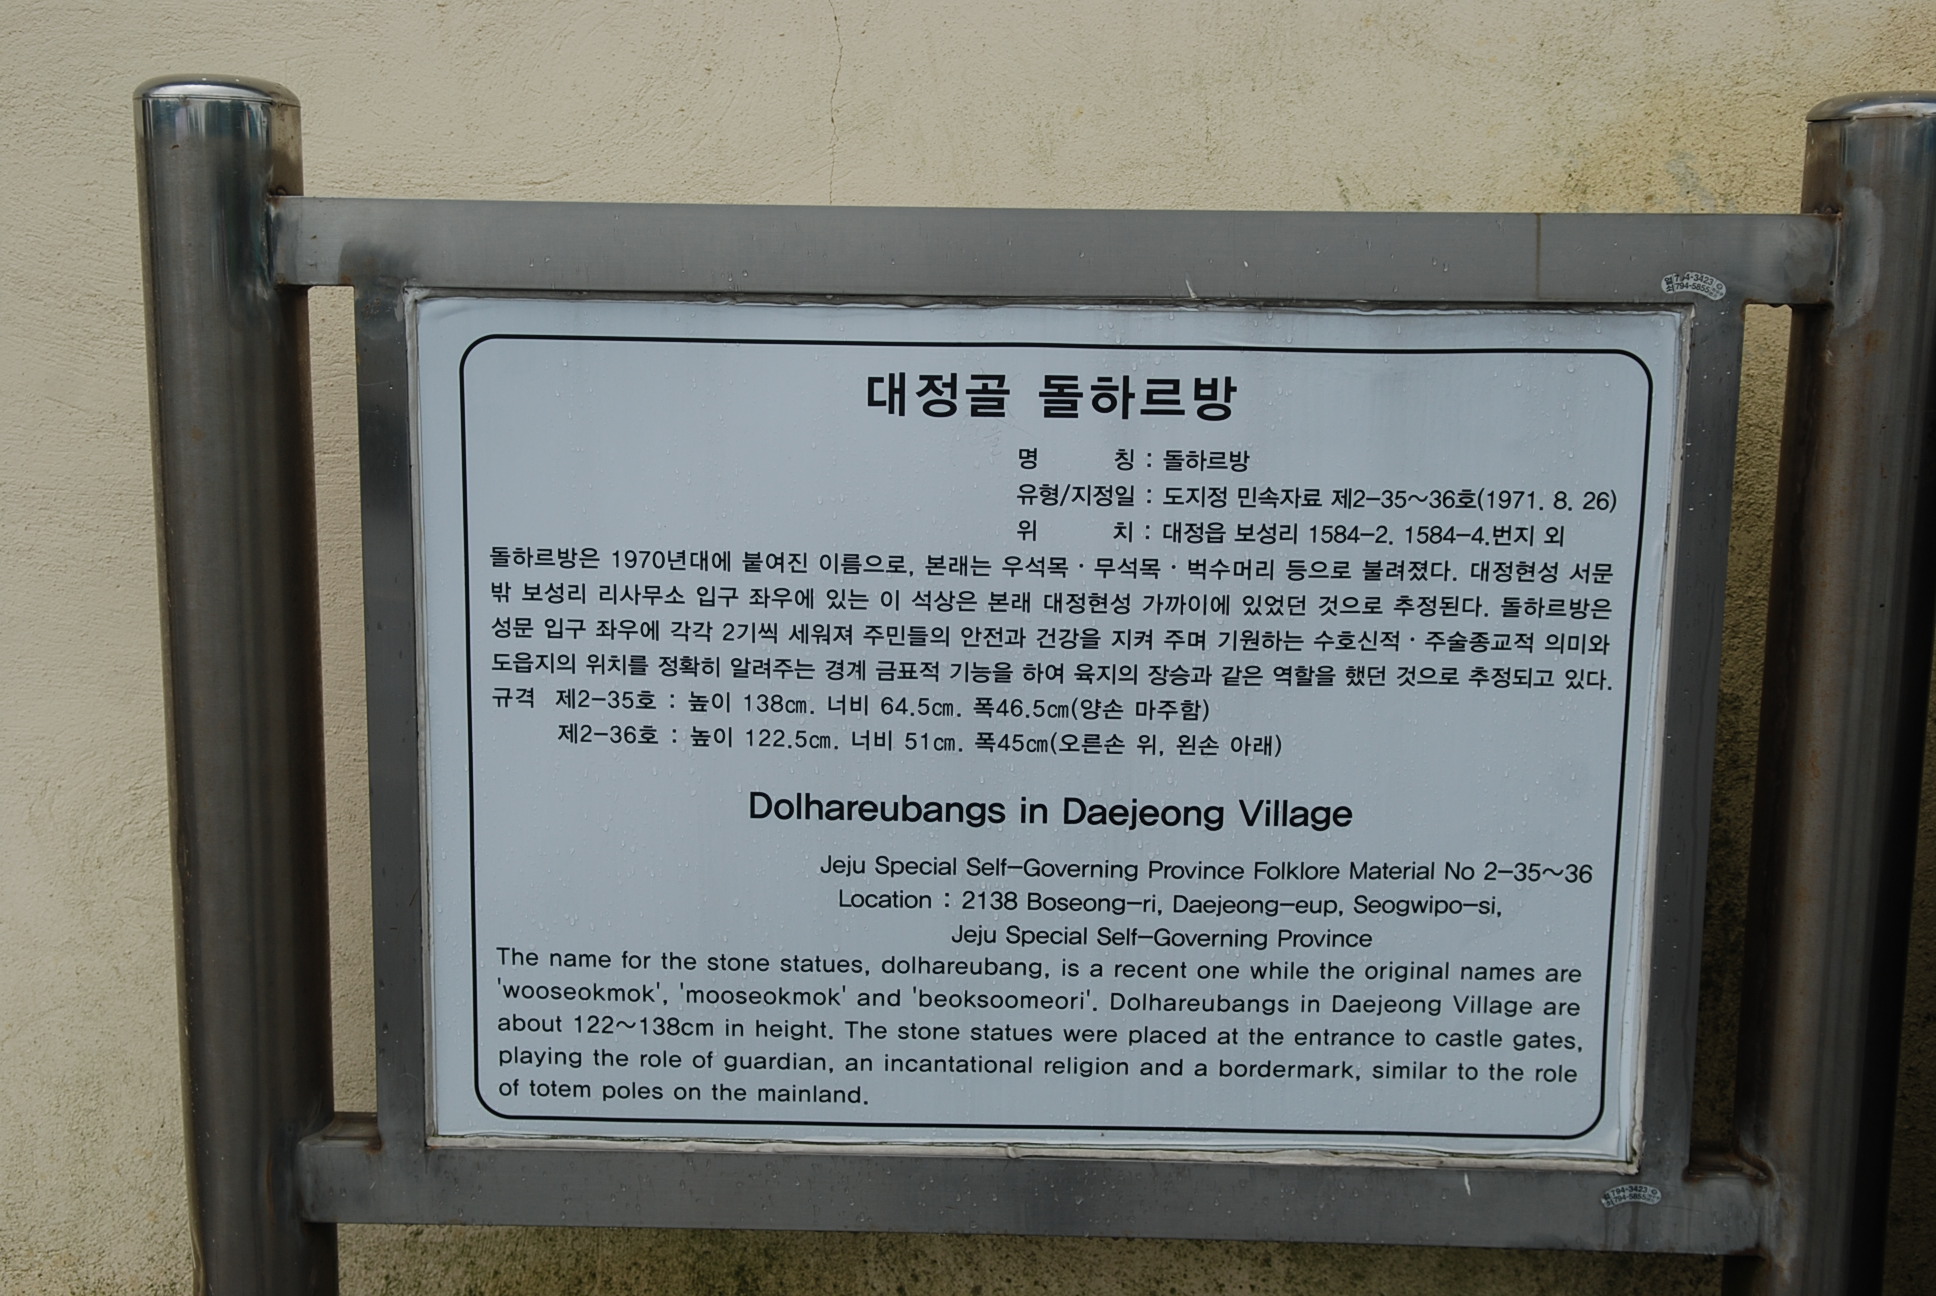 대정골 돌하르방
명 칭 : 돌하르방
유형/지정일 : 도지정 민속자료 제2-35~36호(1971. 8. 26)
위 치 : 대정읍 보성리 1584-2. 1584-4.번지 외
돌하르방은 1970년대에 붙여진 이름으로, 본래는 우석목 · 무석목 · 벅수머리 등으로 불려졌다. 대정현성 서문
밖 보성리 리사무소 입구 좌우에 있는 이 석상은 본래 대정현성 가까이에 있었던 것으로 추정된다. 돌하르방은
성문 입구 좌우에 각각 2기씩 세워져 주민들의 안전과 건강을 지켜 주며 기원하는 수호신적 · 주술종교적 의미와
도읍지의 위치를 정확히 알려주는 경계 금표적 기능을 하여 육지의 장승과 같은 역할을 했던 것으로 추정되고 있다.
규격 제2-35호 : 높이 138㎝. 너비 64.5㎝. 폭46.5㎝(양손 마주함)
제2-36호 : 높이 122.5㎝. 너비 51㎝. 폭45㎝(오른손 위, 왼손 아래)
Dolhareubangs in Daejeong Village
Jeju Special Self-Governing Province Folklore Material No 2-35~36
Location : 2138 Boseong-ri, Daejeong-eup, Seogwipo-si,
Jeju Special Self-Governing Province
The name for the stone statues, dolhareubang, is a recent one while the original names are
'wooseokmok', 'mooseokmok' and 'beoksoomeori'. Dolhareubangs in Daejeong Village are
about 122~138cm in height. The stone statues were placed at the entrance to castle gates,
playing the role of guardian, an incantational religion and a bordermark, similar to the role
of totem poles on the mainland.
794-3423
794-5855